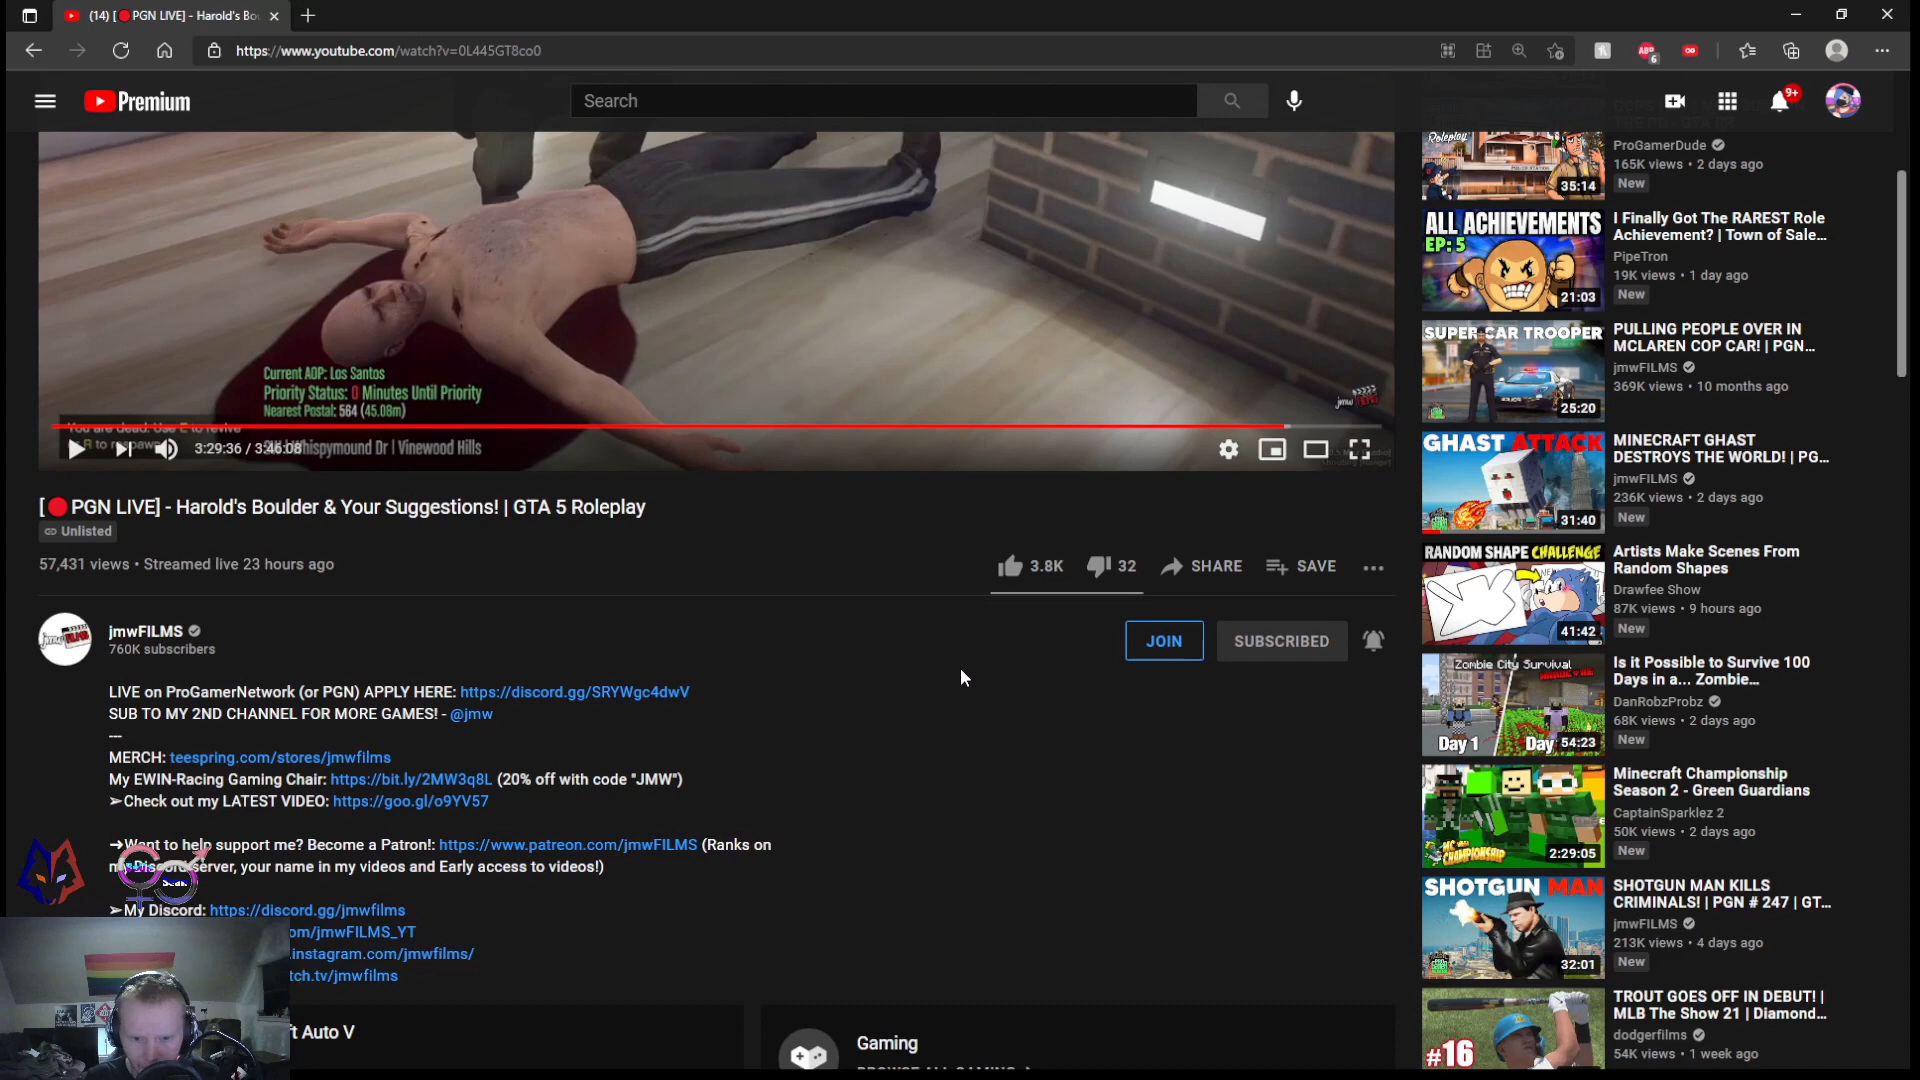 (14) [🔴PGN LIVE] - Harold's Bo
https://www.youtube.com/watch?v=0L445GT8co0
ABP
6
Premium
Search
9+
Current AOP: Los Santos
Priority Status: 0 Minutes Until Priority
Nearest Postal: 564 (45.08m)
You are dead. Use E to revive
or R to respawn
3:29:36 / 3:46:08
Whispymound Dr | Vinewood Hills
[🔴PGN LIVE] - Harold's Boulder & Your Suggestions! | GTA 5 Roleplay
Unlisted
57,431 views • Streamed live 23 hours ago
3.8K
32
SHARE
SAVE
jmwFILMS
760K subscribers
JOIN
SUBSCRIBED
LIVE on ProGamerNetwork (or PGN) APPLY HERE: https://discord.gg/SRYWgc4dwV
SUB TO MY 2ND CHANNEL FOR MORE GAMES! - @jmw
---
MERCH: teespring.com/stores/jmwfilms
My EWIN-Racing Gaming Chair: https://bit.ly/2MW3q8L (20% off with code "JMW")
➢Check out my LATEST VIDEO: https://goo.gl/o9YV57
➜Want to help support me? Become a Patron!: https://www.patreon.com/jmwFILMS (Ranks on
my Discord server, your name in my videos and Early access to videos!)
➢My Discord: https://discord.gg/jmwfilms
om/jmwFILMS_YT
.instagram.com/jmwfilms/
tch.tv/jmwfilms
ft Auto V
Gaming
BROWSE ALL GAMING
Roleplay
35:14
ProGamerDude
165K views • 2 days ago
New
ALL ACHIEVEMENTS
EP: 5
21:03
I Finally Got The RAREST Role
Achievement? | Town of Sale...
PipeTron
19K views • 1 day ago
New
SUPER CAR TROOPER
25:20
PULLING PEOPLE OVER IN
MCLAREN COP CAR! | PGN...
jmwFILMS
369K views • 10 months ago
GHAST ATTACK
31:40
MINECRAFT GHAST
DESTROYS THE WORLD! | PG...
jmwFILMS
236K views • 2 days ago
New
RANDOM SHAPE CHALLENGE
41:42
Artists Make Scenes From
Random Shapes
Drawfee Show
87K views • 9 hours ago
New
Zombie City Survival
Day 1
Day
54:23
Is it Possible to Survive 100
Days in a... Zombie...
DanRobzProbz
68K views • 2 days ago
New
MC CHAMPIONSHIP
2:29:05
Minecraft Championship
Season 2 - Green Guardians
CaptainSparklez 2
50K views • 2 days ago
New
SHOTGUN MAN
32:01
SHOTGUN MAN KILLS
CRIMINALS! | PGN # 247 | GT...
jmwFILMS
213K views • 4 days ago
New
#16
TROUT GOES OFF IN DEBUT! |
MLB The Show 21 | Diamond...
dodgerfilms
54K views • 1 week ago